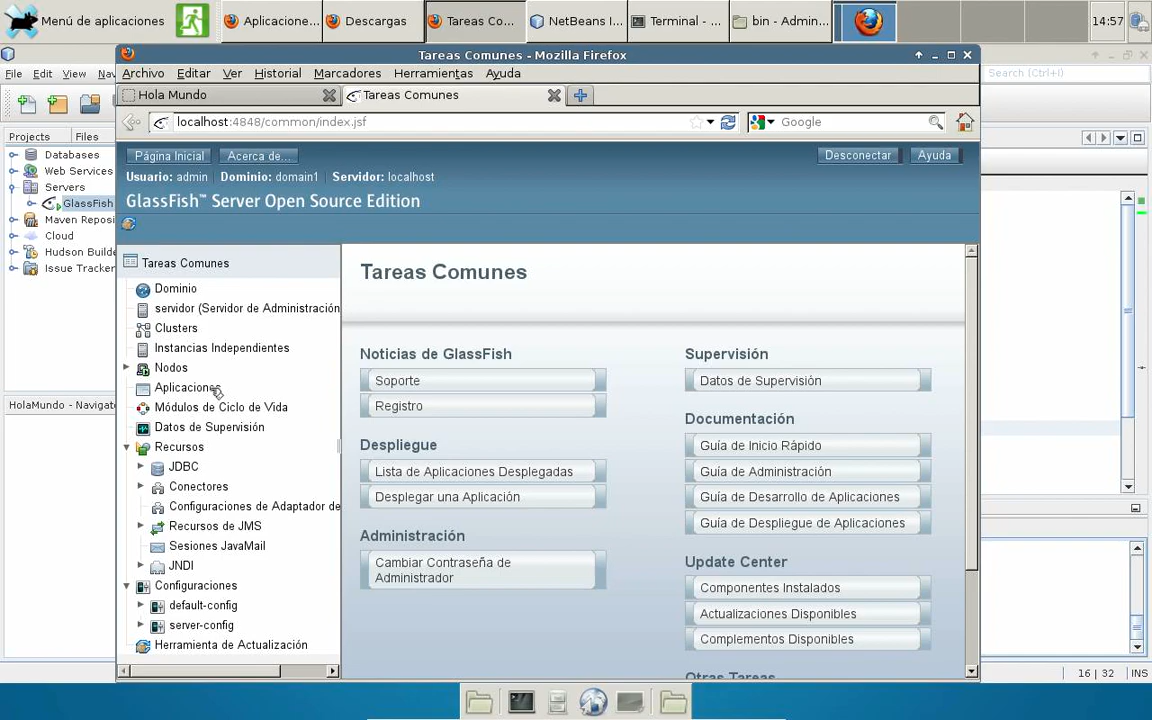 Menú de aplicaciones
Aplicacione...
Descargas
Tareas Co...
NetBeans I...
Terminal - ...
bin - Admin...
14:57
Tareas Comunes - Mozilla Firefox
File Edit View
Archivo Editar Ver Historial Marcadores Herramientas Ayuda
Search (Ctrl+I)
Hola Mundo
Tareas Comunes
localhost:4848/common/index.jsf
Google
Projects Files
Databases
Web Services
Servers
GlassFish
Maven Reposi
Cloud
Hudson Builde
Issue Tracker
HolaMundo - Navigat
Página Inicial
Acerca de...
Desconectar
Ayuda
Usuario: admin Dominio: domain1 Servidor: localhost
GlassFish™ Server Open Source Edition
Tareas Comunes
Dominio
servidor (Servidor de Administración
Clusters
Instancias Independientes
Nodos
Aplicaciones
Módulos de Ciclo de Vida
Datos de Supervisión
Recursos
JDBC
Conectores
Configuraciones de Adaptador de
Recursos de JMS
Sesiones JavaMail
JNDI
Configuraciones
default-config
server-config
Herramienta de Actualización
Tareas Comunes
Noticias de GlassFish
Soporte
Registro
Despliegue
Lista de Aplicaciones Desplegadas
Desplegar una Aplicación
Administración
Cambiar Contraseña de
Administrador
Supervisión
Datos de Supervisión
Documentación
Guía de Inicio Rápido
Guía de Administración
Guía de Desarrollo de Aplicaciones
Guía de Despliegue de Aplicaciones
Update Center
Componentes Instalados
Actualizaciones Disponibles
Complementos Disponibles
Otras Tareas
16 | 32 INS